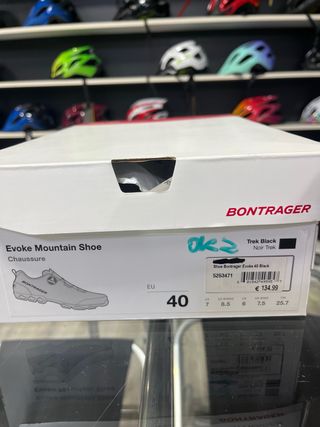 BONTRAGER
Evoke Mountain Shoe
Chaussure
Trek Black
Noir Trek
Shoe Bontrager Evoke 40 Black
5253471
€ 134.99
EU
40
7 8.5 6 7.5 25.7
BONTRAGER